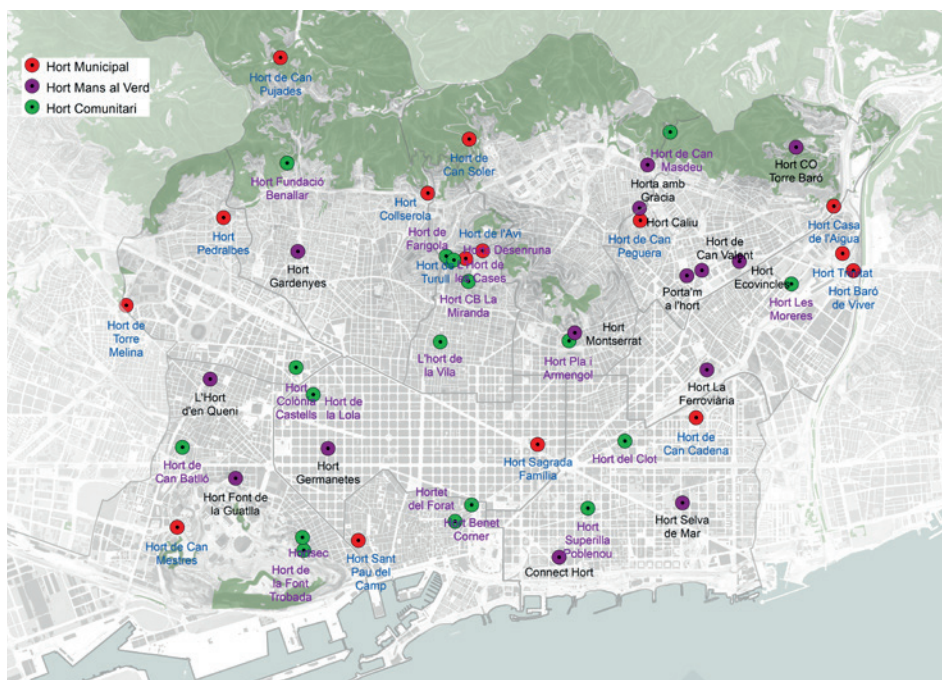 Hort Municipal
Hort Mans al Verd
Hort Comunitari
Hort de Can
Pujades
Hort de
Can Soler
Hort de Can
Masdeu
Hort CO
Torre Baró
Hort Fundació
Benallar
Horta amb
Gràcia
Hort
Collserola
Hort
Pedralbes
Hort Caliu
Hort de Can
Peguera
Hort Casa
de l'Aigua
Hort de
Farigola
Hort de l'Avi
Hort Desenruna
Hort de
Turull
L'Hort de
les Cases
Hort
Gardenyes
Hort de
Can Valent
Hort
Ecovincles
Porta'm
a l'hort
Hort Trinitat
Hort Baró
de Viver
Hort Les
Moreres
Hort CB La
Miranda
Hort de
Torre
Melina
Hort
Montserrat
L'hort de
la Vila
Hort Pla i
Armengol
L'Hort
d'en Queni
Hort
Colònia
Castells
Hort de
la Lola
Hort La
Ferroviària
Hort de
Can Cadena
Hort de
Can Batlló
Hort
Germanetes
Hort Sagrada
Família
Hort del Clot
Hort Font de
la Guatlla
Hortet
del Forat
Hort Benet
Corner
Hort
Superilla
Poblenou
Hort Selva
de Mar
Hort de Can
Mestres
Hort de
la Font
Trobada
Hort Sant
Pau del
Camp
Connect Hort